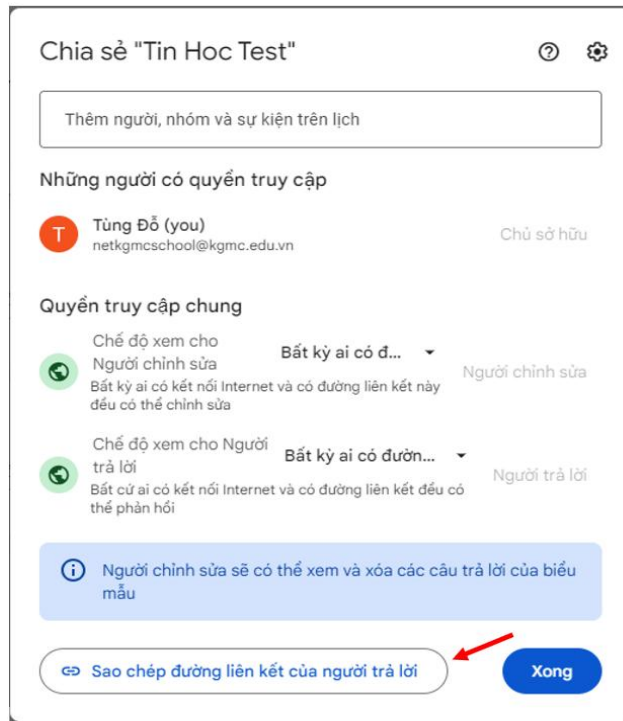 Chia sẻ "Tin Hoc Test"
Thêm người, nhóm và sự kiện trên lịch
Những người có quyền truy cập
T
Tùng Đỗ (you)
netkgmcschool@kgmc.edu.vn
Chủ sở hữu
Quyền truy cập chung
Chế độ xem cho
Người chỉnh sửa
Bất kỳ ai có đ...
Người chỉnh sửa
Bất kỳ ai có kết nối Internet và có đường liên kết này
đều có thể chỉnh sửa
Chế độ xem cho Người
trả lời
Bất kỳ ai có đườn...
Người trả lời
Bất cứ ai có kết nối Internet và có đường liên kết đều có
thể phản hồi
Người chỉnh sửa sẽ có thể xem và xóa các câu trả lời của biểu
mẫu
Sao chép đường liên kết của người trả lời
Xong